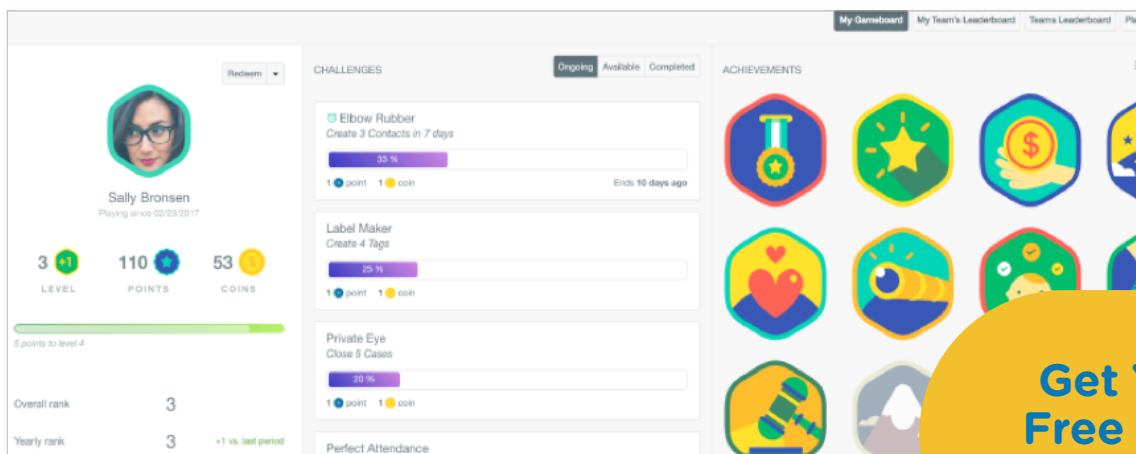 My Gameboard
My Team's Leaderboard
Teams Leaderboard
Redeem
Sally Bronsen
Playing since 02/23/2017
3 +1
LEVEL
110
POINTS
53 $
COINS
5 points to level 4
Overall rank 3
Yearly rank 3 +1 vs. last period
CHALLENGES
Ongoing Available Completed
Elbow Rubber
Create 3 Contacts in 7 days
33 %
1 point 1 coin
Ends 10 days ago
Label Maker
Create 4 Tags
25 %
1 point 1 coin
Private Eye
Close 5 Cases
20 %
1 point 1 coin
Perfect Attendance
ACHIEVEMENTS
$
Get
Free